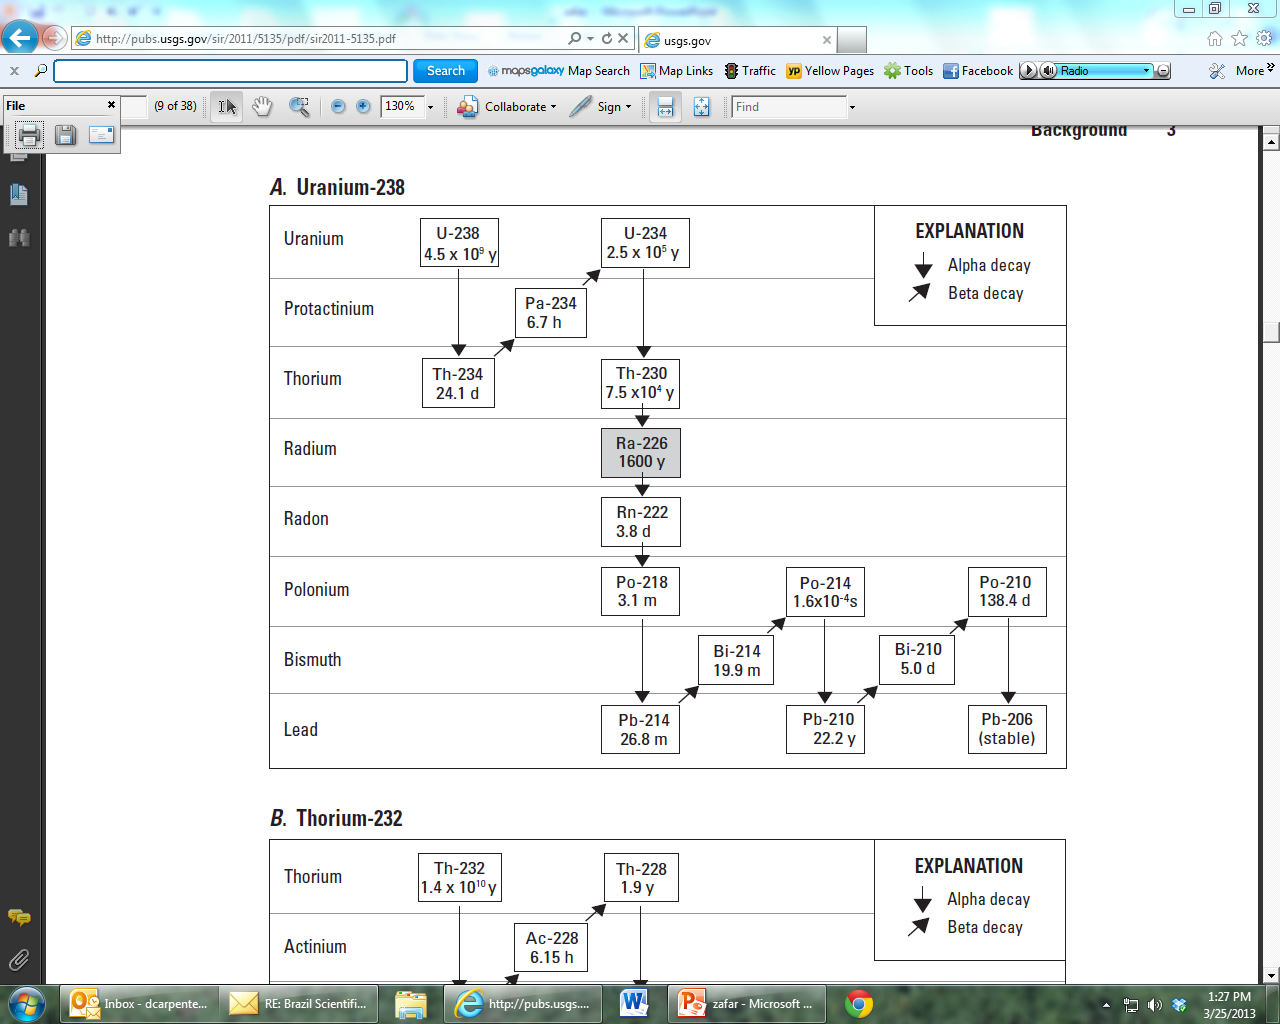 http://pubs.usgs.gov/sir/2011/5135/pdf/sir2011-5135.pdf
usgs.gov
Search
mapsgalaxy Map Search
Map Links
Traffic
yp Yellow Pages
Tools
Facebook
Radio
More
File
(9 of 38)
130%
Collaborate
Sign
Find
Background 3
A. Uranium-238
Uranium
U-238
4.5 x 10⁹ y
U-234
2.5 x 10⁵ y
EXPLANATION
Alpha decay
Beta decay
Protactinium
Pa-234
6.7 h
Thorium
Th-234
24.1 d
Th-230
7.5 x10⁴ y
Radium
Ra-226
1600 y
Radon
Rn-222
3.8 d
Polonium
Po-218
3.1 m
Po-214
1.6x10⁻⁴s
Po-210
138.4 d
Bismuth
Bi-214
19.9 m
Bi-210
5.0 d
Lead
Pb-214
26.8 m
Pb-210
22.2 y
Pb-206
(stable)
B. Thorium-232
Thorium
Th-232
1.4 x 10¹⁰ y
Th-228
1.9 y
EXPLANATION
Alpha decay
Beta decay
Actinium
Ac-228
6.15 h
Inbox - dcarpente...
RE: Brazil Scientifi...
http://pubs.usgs....
zafar - Microsoft ...
1:27 PM
3/25/2013